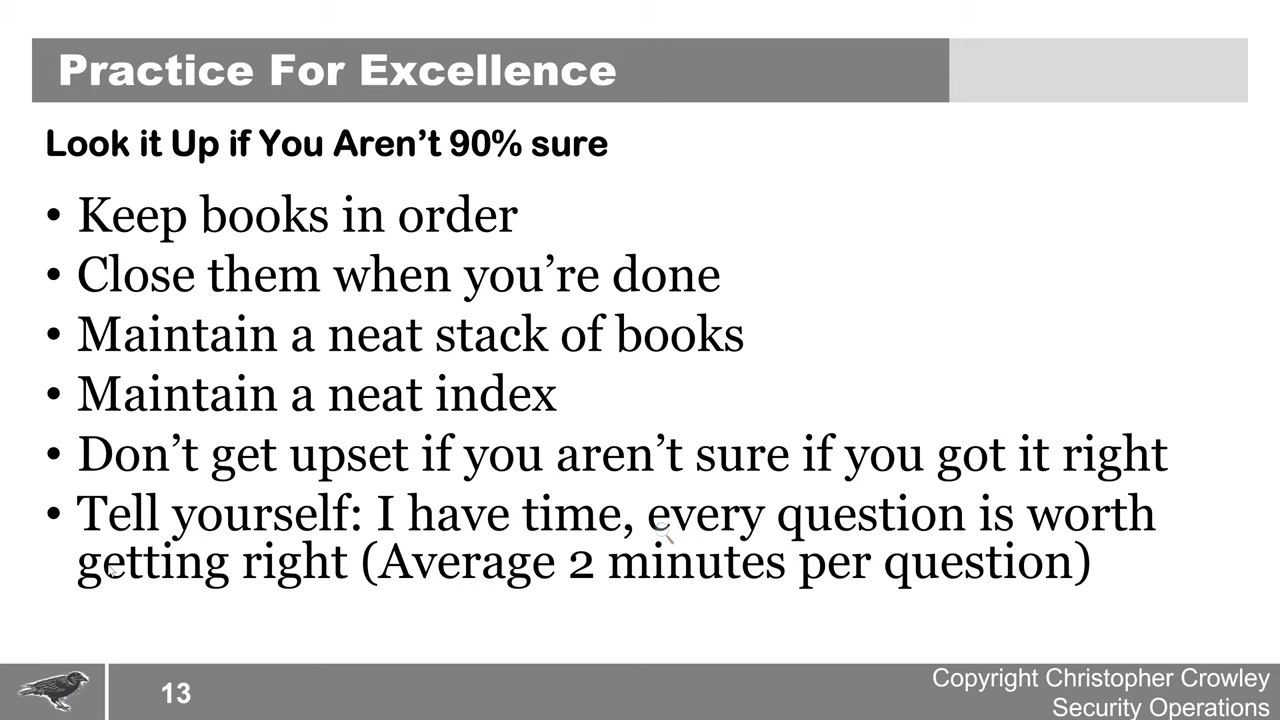 Practice For Excellence
Look it Up if You Aren’t 90% sure
• Keep books in order
• Close them when you’re done
• Maintain a neat stack of books
• Maintain a neat index
• Don’t get upset if you aren’t sure if you got it right
• Tell yourself: I have time, every question is worth
getting right (Average 2 minutes per question)
13
Copyright Christopher Crowley
Security Operations